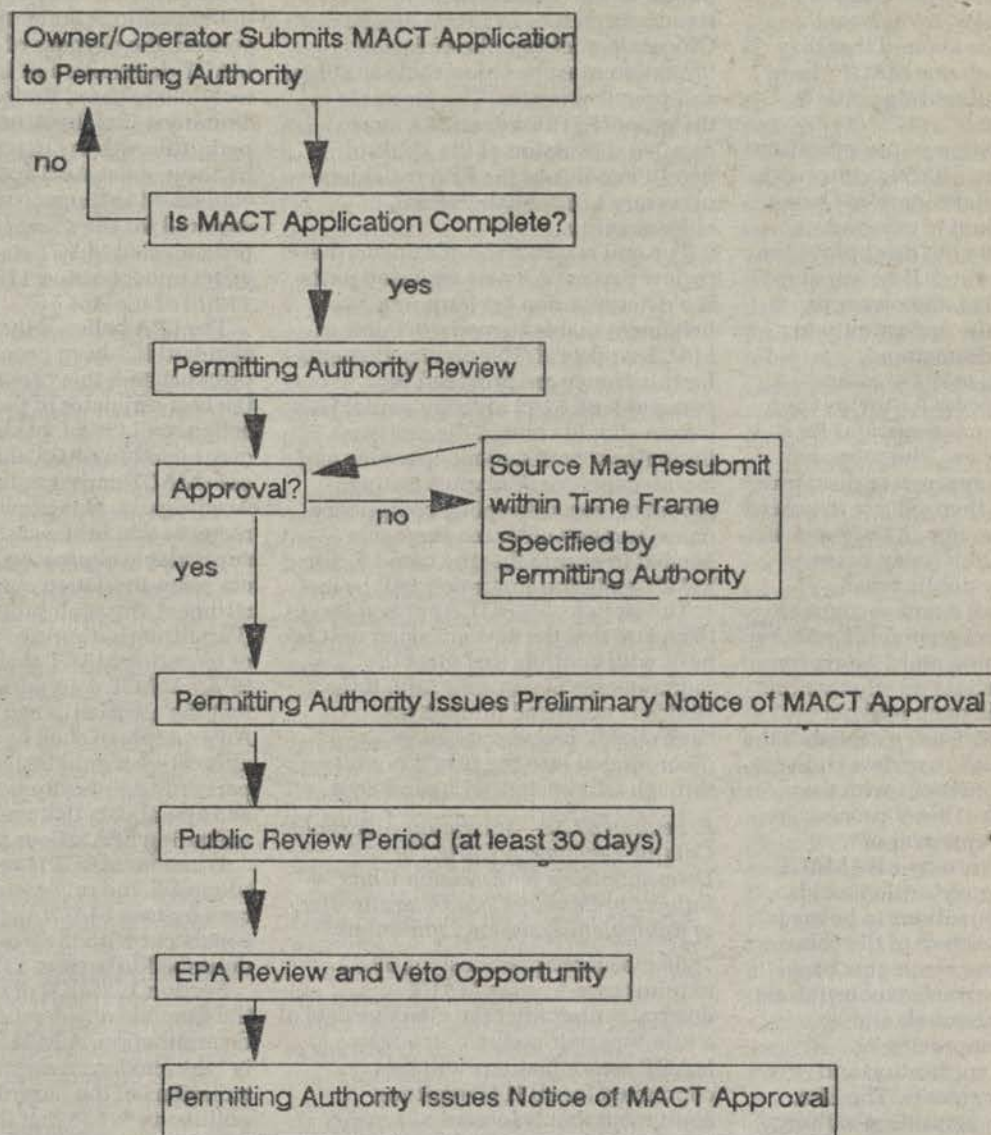 Owner/Operator Submits MACT Application
to Permitting Authority
no
Is MACT Application Complete?
yes
Permitting Authority Review
Approval?
no
Source May Resubmit
within Time Frame
Specified by
Permitting Authority
yes
Permitting Authority Issues Preliminary Notice of MACT Approval
Public Review Period (at least 30 days)
EPA Review and Veto Opportunity
Permitting Authority Issues Notice of MACT Approval